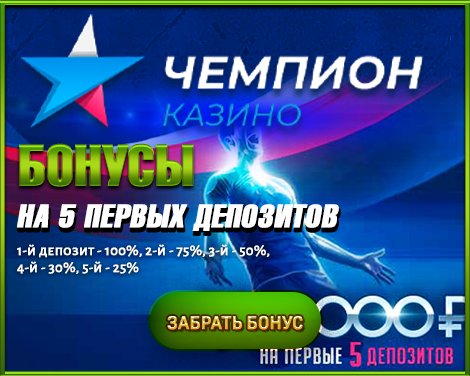 ЧЕМПИОН
КАЗИНО
БОНУСЫ
НА 5 ПЕРВЫХ ДЕПОЗИТОВ
1-й ДЕПОЗИТ - 100%, 2-й - 75%, 3-й - 50%,
4-й - 30%, 5-й - 25%
ЗАБРАТЬ БОНУС
000₽
НА ПЕРВЫЕ 5 ДЕПОЗИТОВ